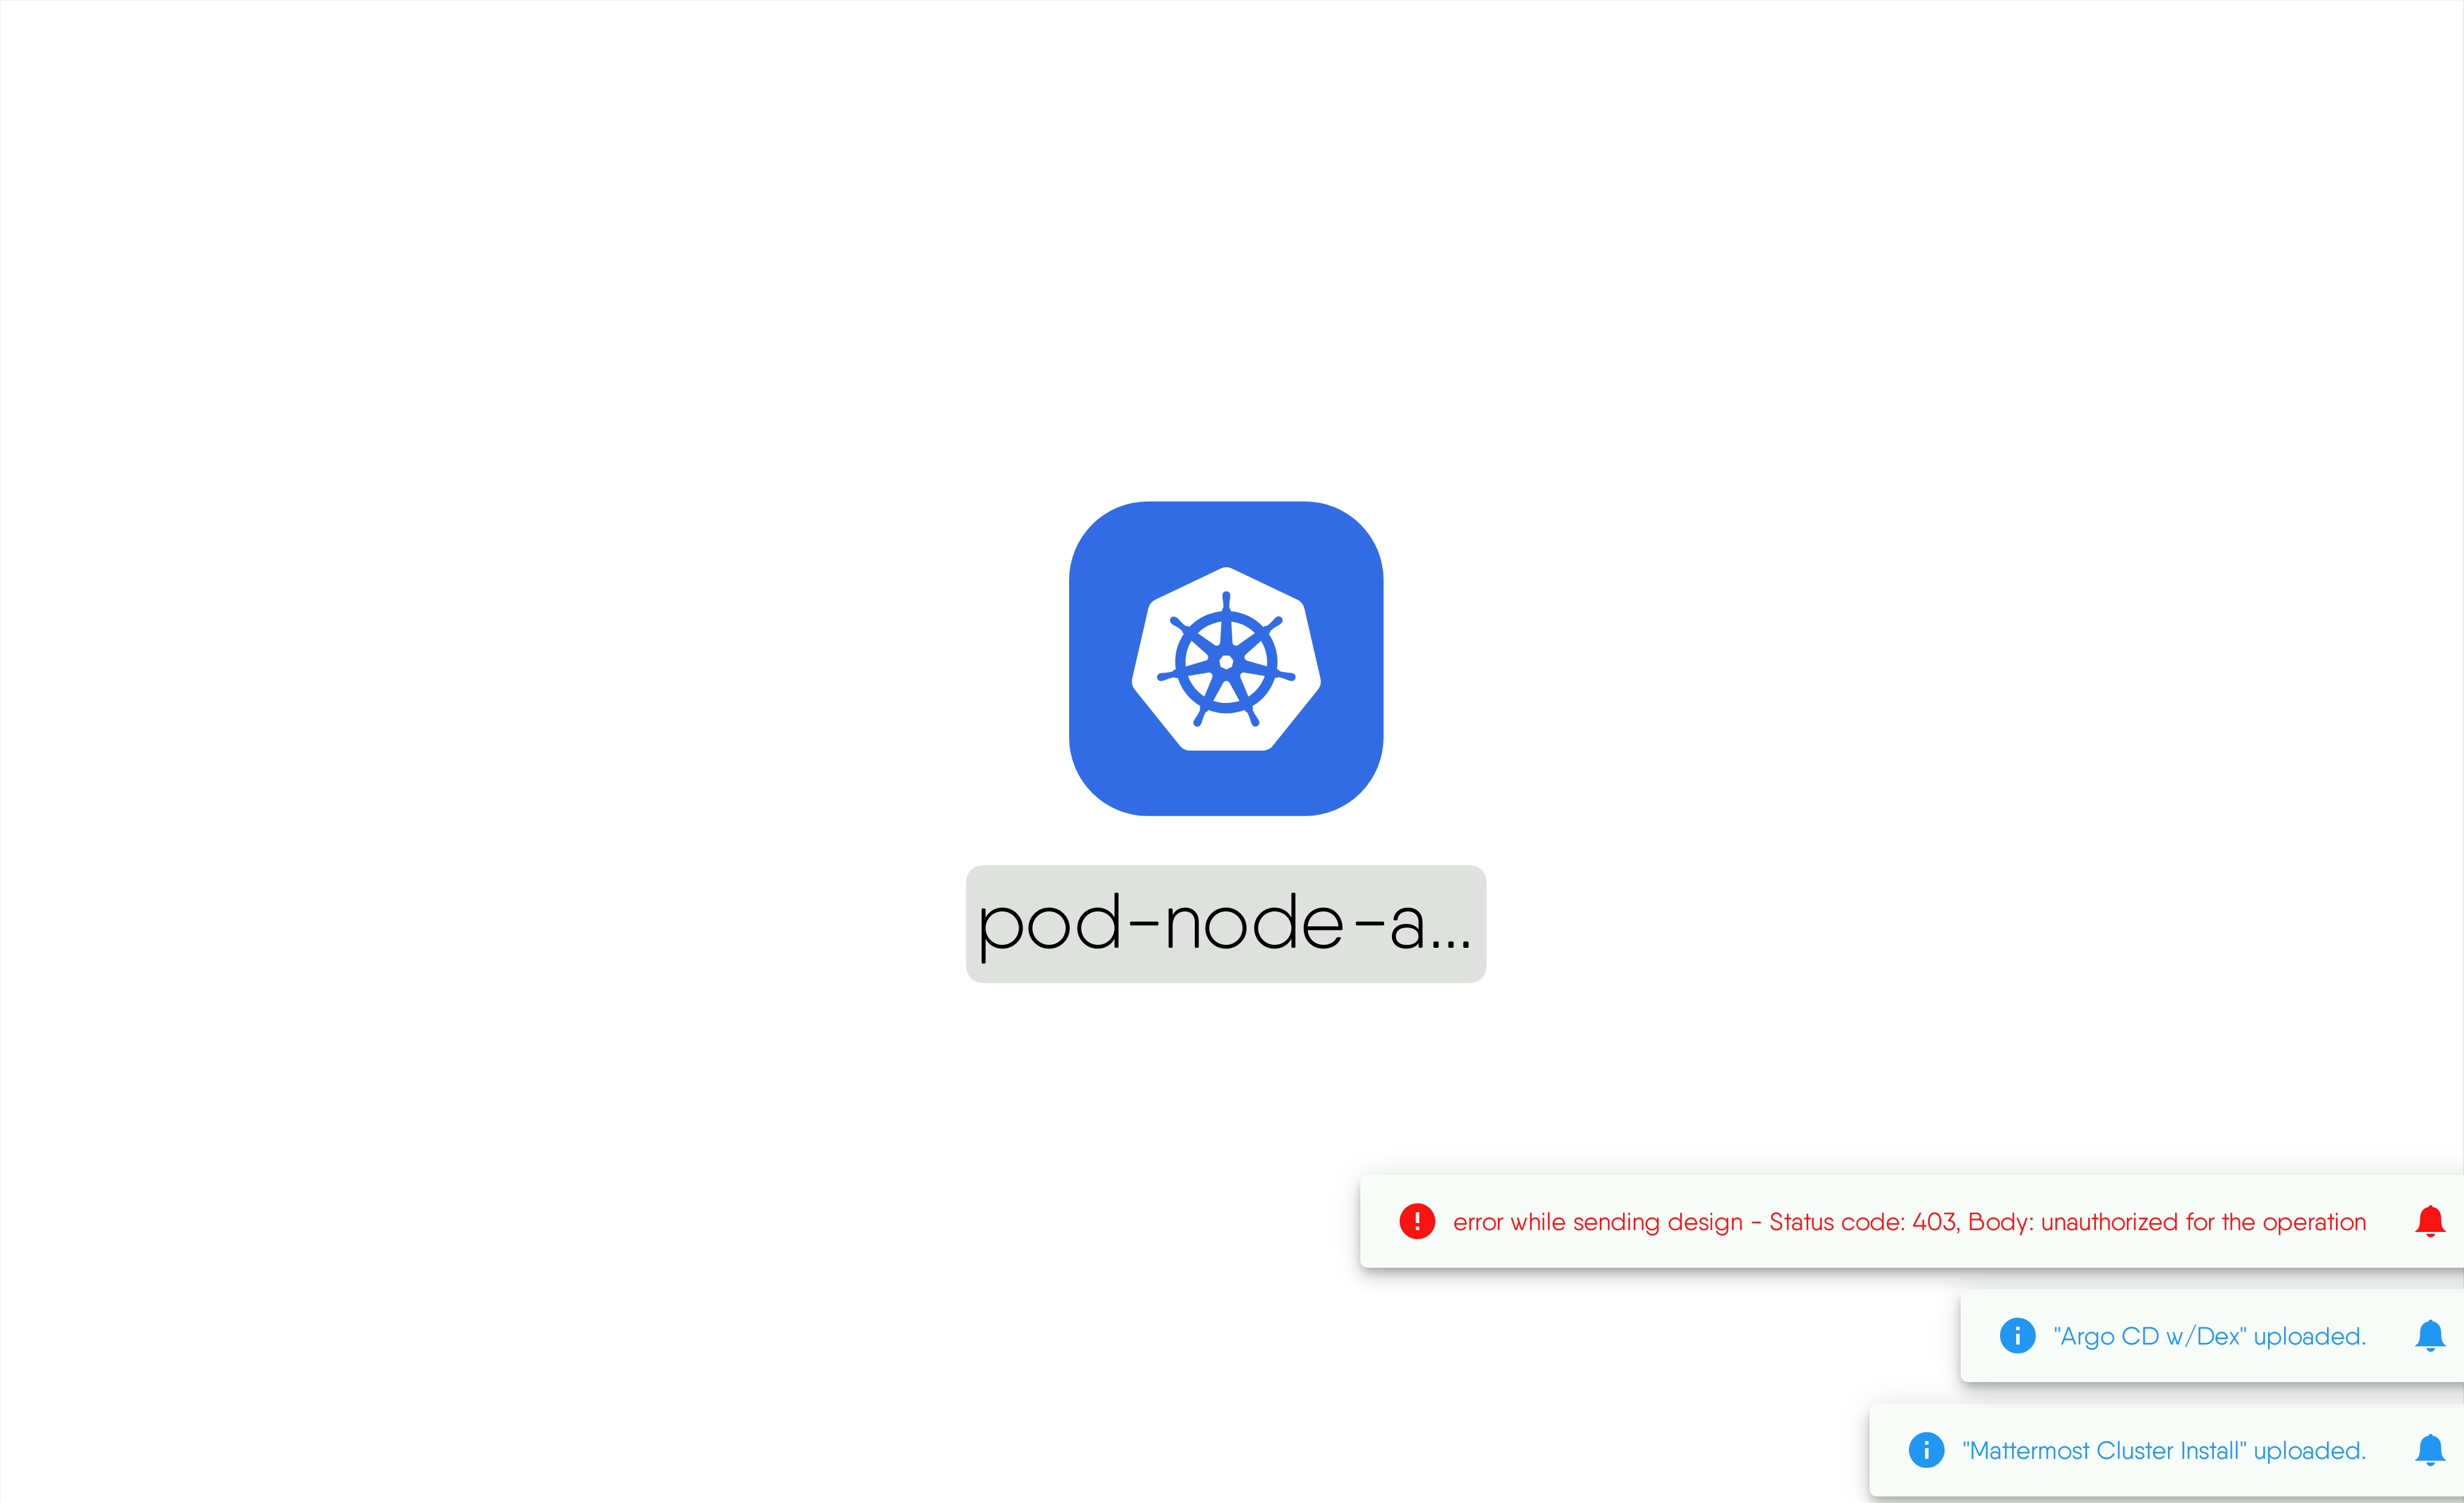 pod-node-a...
error while sending design - Status code: 403, Body: unauthorized for the operation
"Argo CD w/Dex" uploaded.
"Mattermost Cluster Install" uploaded.